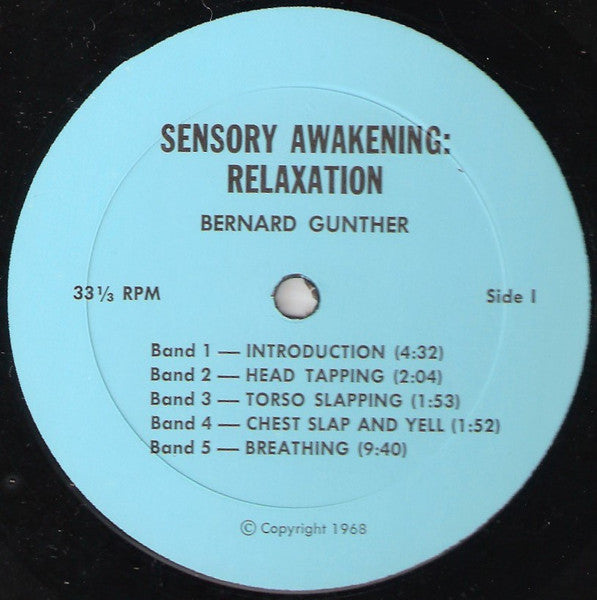 SENSORY AWAKENING:
RELAXATION
BERNARD GUNTHER
33 1/3 RPM
Side I
Band 1 — INTRODUCTION (4:32)
Band 2 — HEAD TAPPING (2:04)
Band 3 — TORSO SLAPPING (1:53)
Band 4 — CHEST SLAP AND YELL (1:52)
Band 5 — BREATHING (9:40)
© Copyright 1968